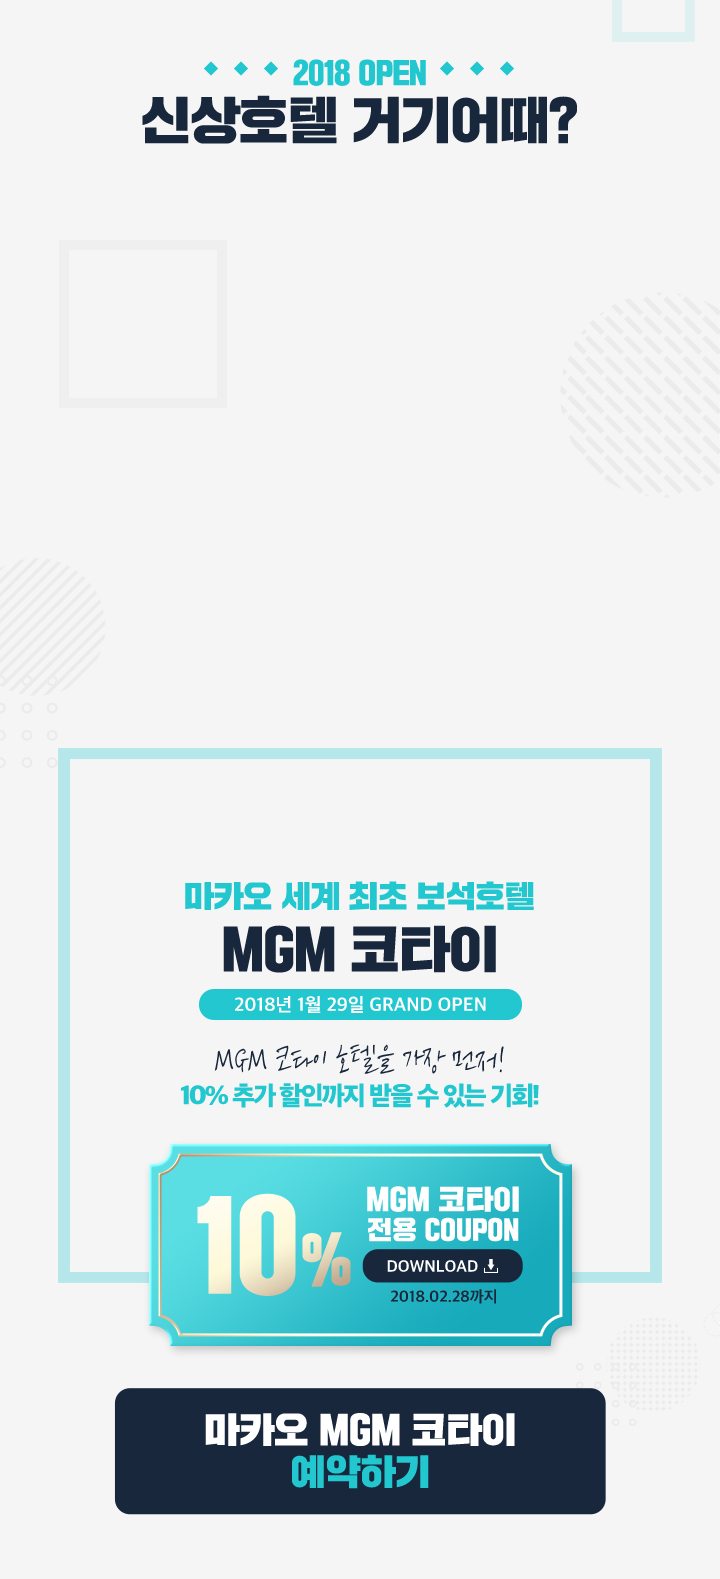 2018 OPEN
신상호텔 거기어때?
마카오 세계 최초 보석호텔
MGM 코타이
2018년 1월 29일 GRAND OPEN
MGM 코타이 호텔을 가장 먼저!
10% 추가 할인까지 받을 수 있는 기회!
10%
MGM 코타이
전용 COUPON
DOWNLOAD
2018.02.28까지
마카오 MGM 코타이
예약하기